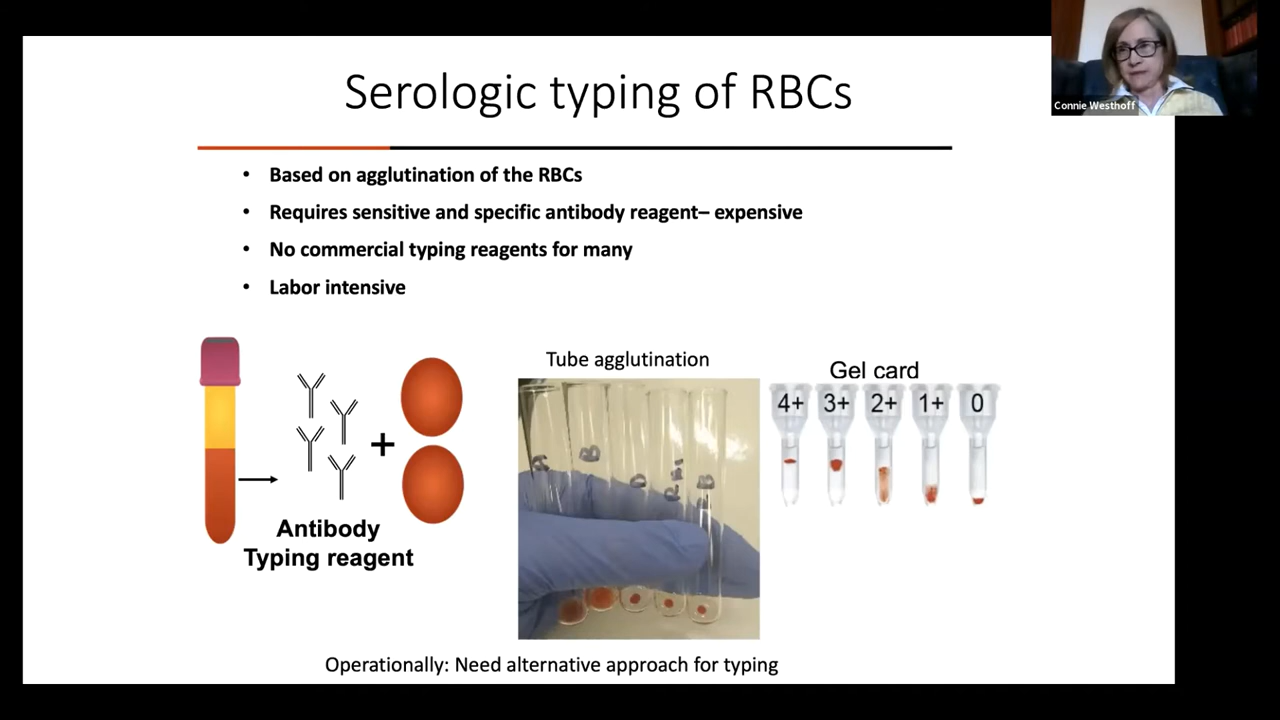 Serologic typing of RBCs
Connie Westhoff
• Based on agglutination of the RBCs
• Requires sensitive and specific antibody reagent– expensive
• No commercial typing reagents for many
• Labor intensive
Tube agglutination
Gel card
4+ 3+ 2+ 1+ 0
+
Antibody
Typing reagent
Operationally: Need alternative approach for typing